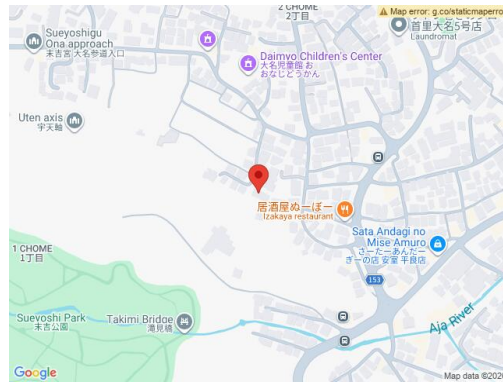 2 CHOME
2丁目
Map error: g.co/staticmaperro
首里大名5号店
Laundromat
Sueyoshigu
Ona approach
末吉宮 大名参道入口
Daimyo Children's Center
大名児童館 お
おなじどうかん
Uten axis
宇天軸
居酒屋ぬーぼー
Izakaya restaurant
Sata Andagi no
Mise Amuro
さーたーあんだー
ぎーの店 安室 平良店
1 CHOME
1丁目
153
Sueyoshi Park
末吉公園
Takimi Bridge
滝見橋
Aja River
Google
Map data ©2026